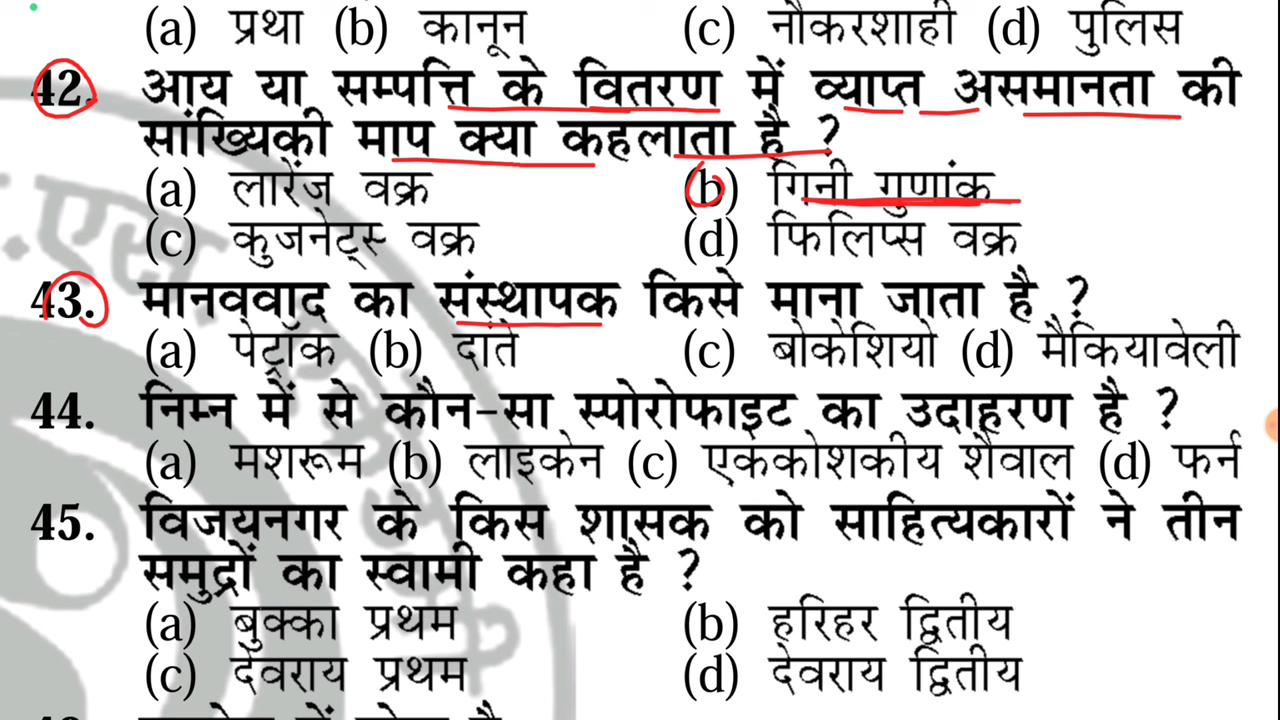 (a) प्रथा (b) कानून (c) नौकरशाही (d) पुलिस
42. आय या सम्पत्ति के वितरण में व्याप्त असमानता की
सांख्यिकी माप क्या कहलाता है ?
(a) लारेंज वक्र (b) गिनी गुणांक
(c) कुजनेट्स वक्र (d) फिलिप्स वक्र
43. मानववाद का संस्थापक किसे माना जाता है ?
(a) पेट्रॉक (b) दांते (c) बोकेशियो (d) मैकियावेली
44. निम्न में से कौन-सा स्पोरोफाइट का उदाहरण है ?
(a) मशरूम (b) लाइकेन (c) एककोशकीय शैवाल (d) फर्न
45. विजयनगर के किस शासक को साहित्यकारों ने तीन
समुद्रों का स्वामी कहा है ?
(a) बुक्का प्रथम (b) हरिहर द्वितीय
(c) देवराय प्रथम (d) देवराय द्वितीय